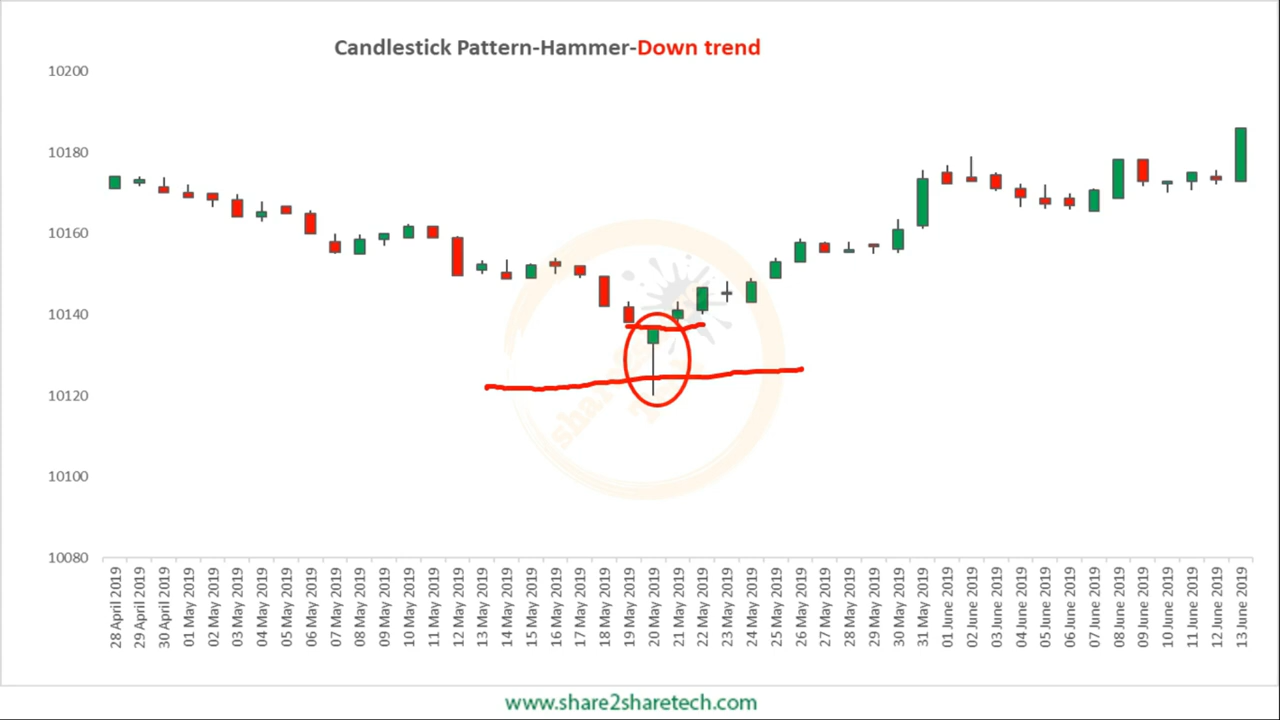 Candlestick Pattern-Hammer-Down trend
10200
10180
10160
10140
10120
10100
10080
28 April 2019
29 April 2019
30 April 2019
01 May 2019
02 May 2019
03 May 2019
04 May 2019
05 May 2019
06 May 2019
07 May 2019
08 May 2019
09 May 2019
10 May 2019
11 May 2019
12 May 2019
13 May 2019
14 May 2019
15 May 2019
16 May 2019
17 May 2019
18 May 2019
19 May 2019
20 May 2019
21 May 2019
22 May 2019
23 May 2019
24 May 2019
25 May 2019
26 May 2019
27 May 2019
28 May 2019
29 May 2019
30 May 2019
31 May 2019
01 June 2019
02 June 2019
03 June 2019
04 June 2019
05 June 2019
06 June 2019
07 June 2019
08 June 2019
09 June 2019
10 June 2019
11 June 2019
12 June 2019
13 June 2019
www.share2sharetech.com